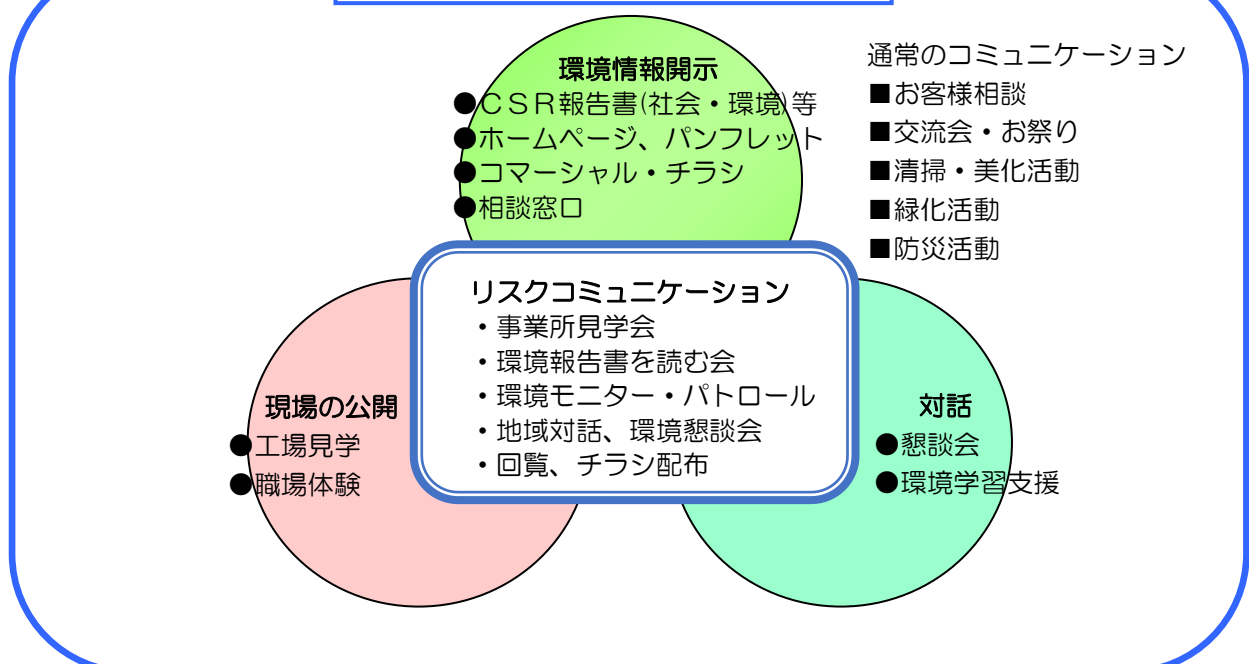 環境情報開示
●ＣＳＲ報告書(社会・環境)等
●ホームページ、パンフレット
●コマーシャル・チラシ
●相談窓口
通常のコミュニケーション
■お客様相談
■交流会・お祭り
■清掃・美化活動
■緑化活動
■防災活動
リスクコミュニケーション
・事業所見学会
・環境報告書を読む会
・環境モニター・パトロール
・地域対話、環境懇談会
・回覧、チラシ配布
現場の公開
●工場見学
●職場体験
対話
●懇談会
●環境学習支援